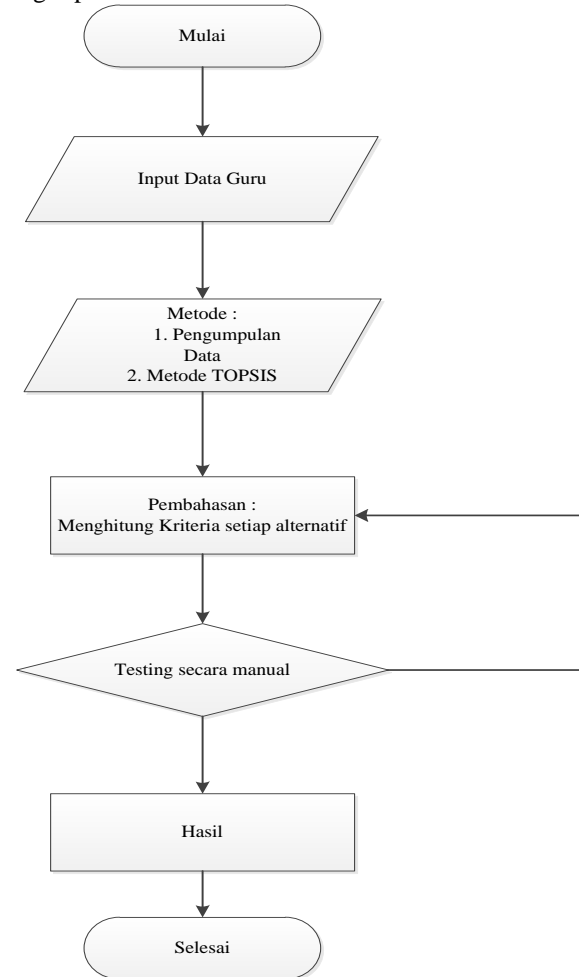 Mulai
Input Data Guru
Metode :
1. Pengumpulan
Data
2. Metode TOPSIS
Pembahasan :
Menghitung Kriteria setiap alternatif
Testing secara manual
Hasil
Selesai